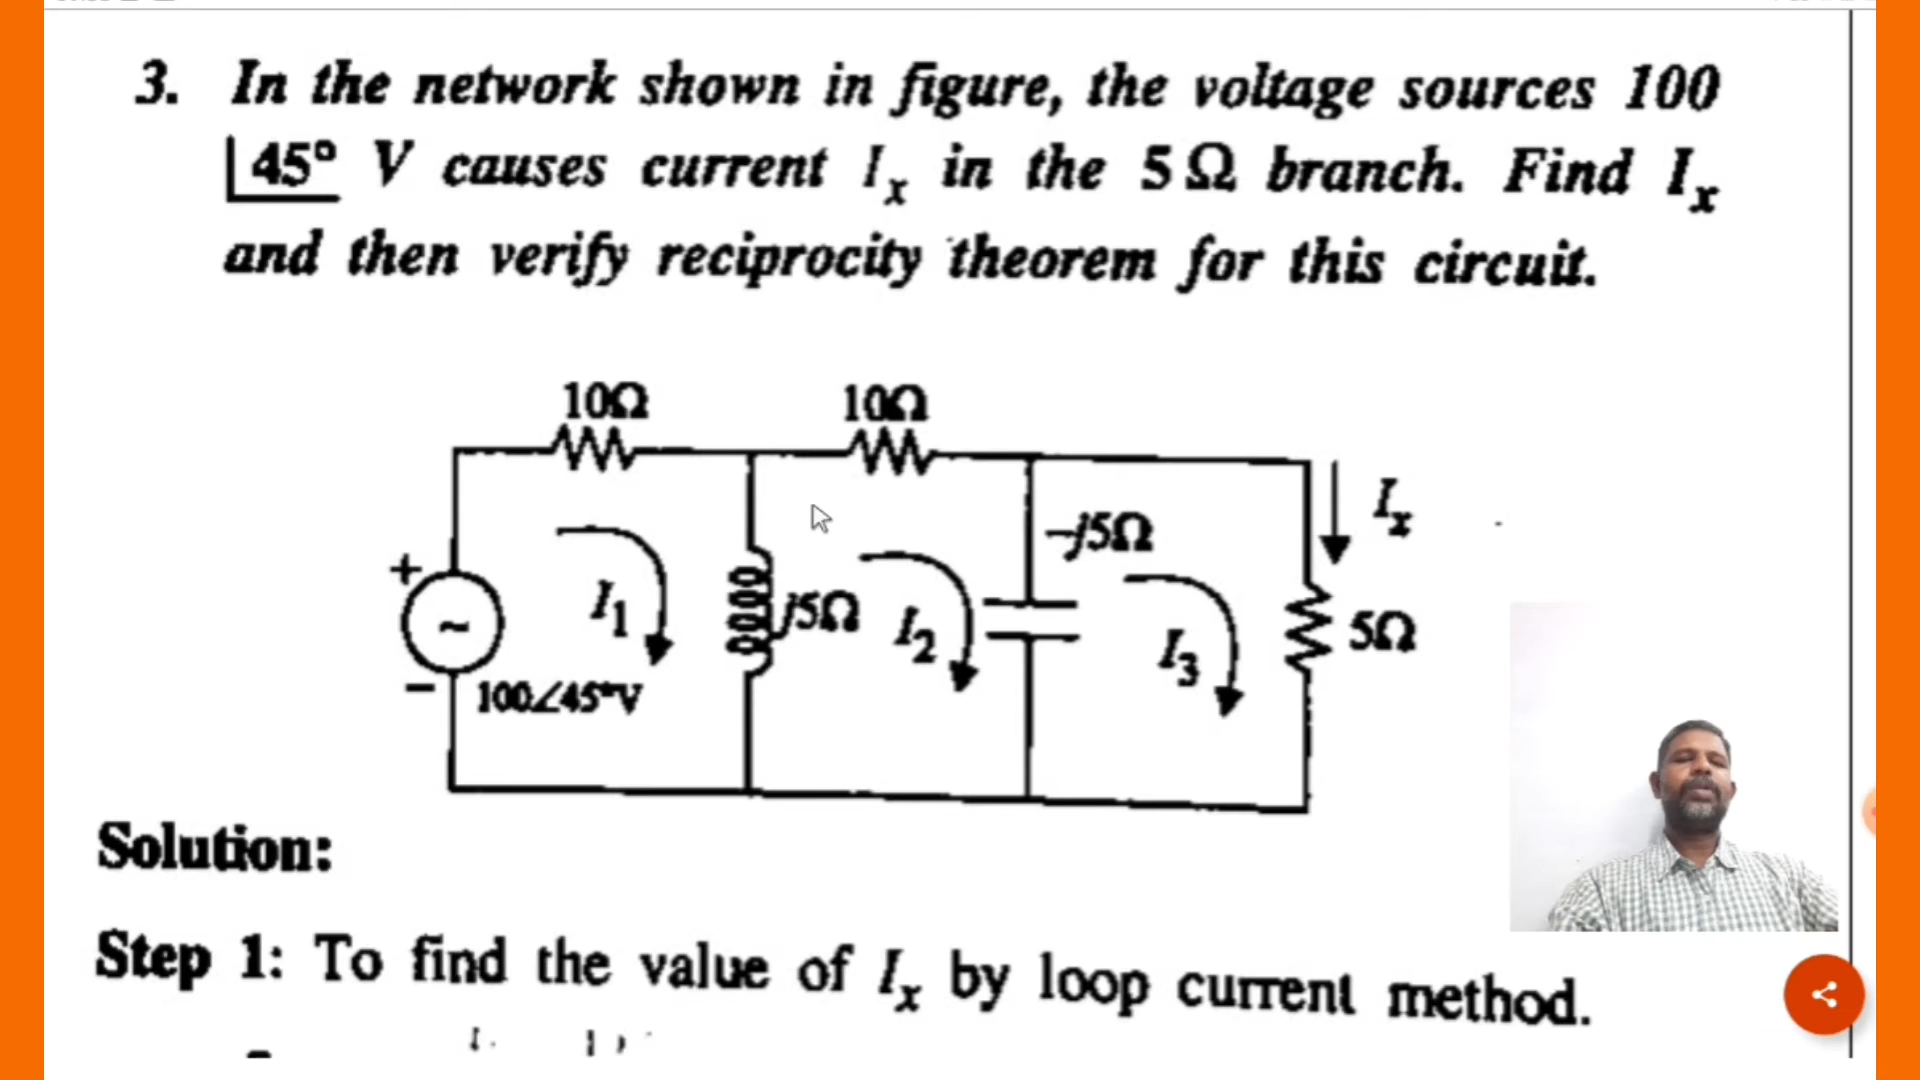 3. In the network shown in figure, the voltage sources 100
45° V causes current Iₓ in the 5Ω branch. Find Iₓ
and then verify reciprocity theorem for this circuit.
10Ω
10Ω
Iₓ
-j5Ω
+
~
I₁
j5Ω
I₂
I₃
5Ω
-
100∠45°V
Solution:
Step 1: To find the value of Iₓ by loop current method.